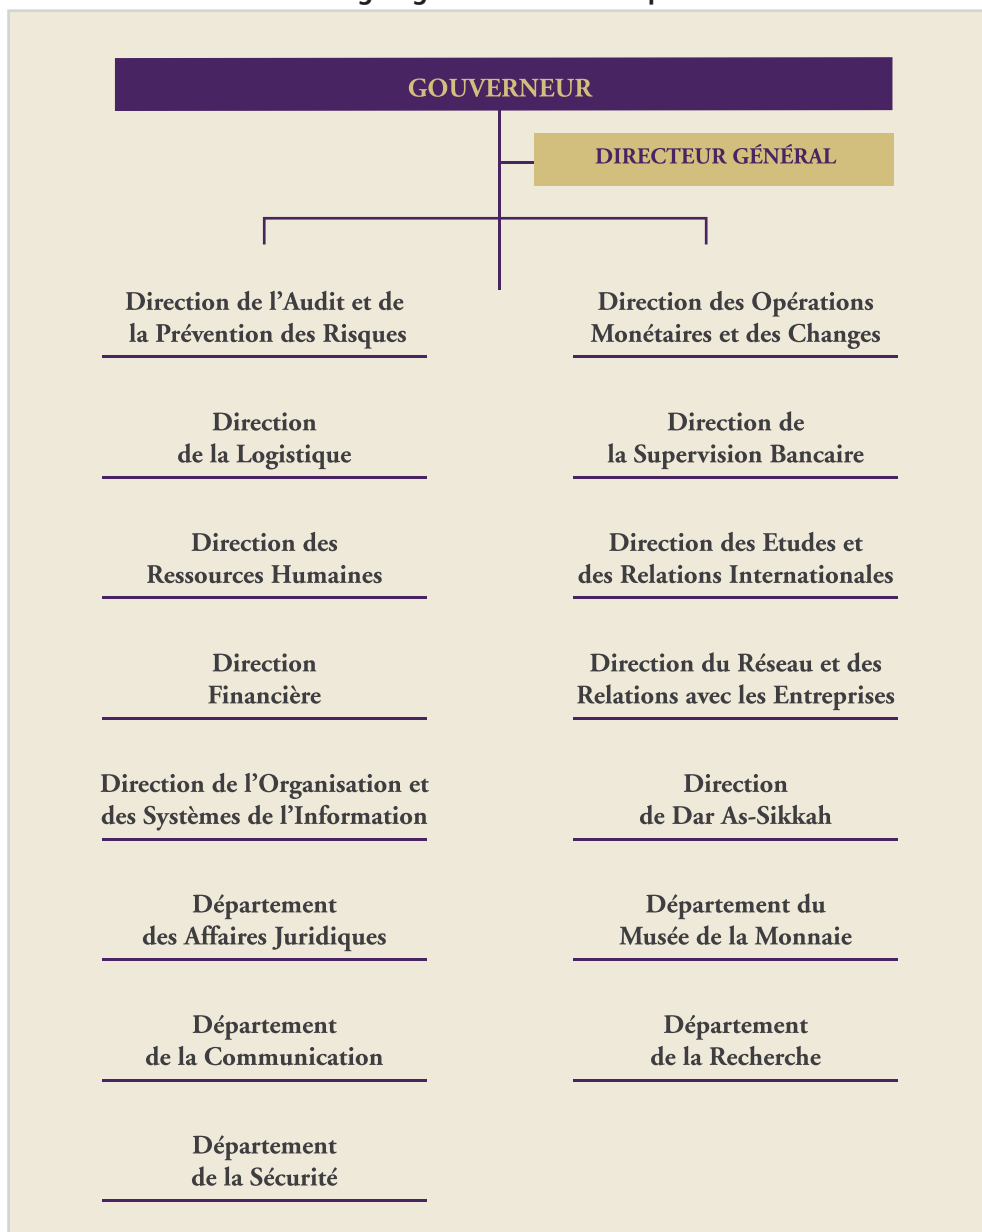 GOUVERNEUR
DIRECTEUR GÉNÉRAL
Direction de l’Audit et de
la Prévention des Risques
Direction
de la Logistique
Direction des
Ressources Humaines
Direction
Financière
Direction de l’Organisation et
des Systèmes de l’Information
Département
des Affaires Juridiques
Département
de la Communication
Département
de la Sécurité
Direction des Opérations
Monétaires et des Changes
Direction de
la Supervision Bancaire
Direction des Etudes et
des Relations Internationales
Direction du Réseau et des
Relations avec les Entreprises
Direction
de Dar As-Sikkah
Département du
Musée de la Monnaie
Département
de la Recherche